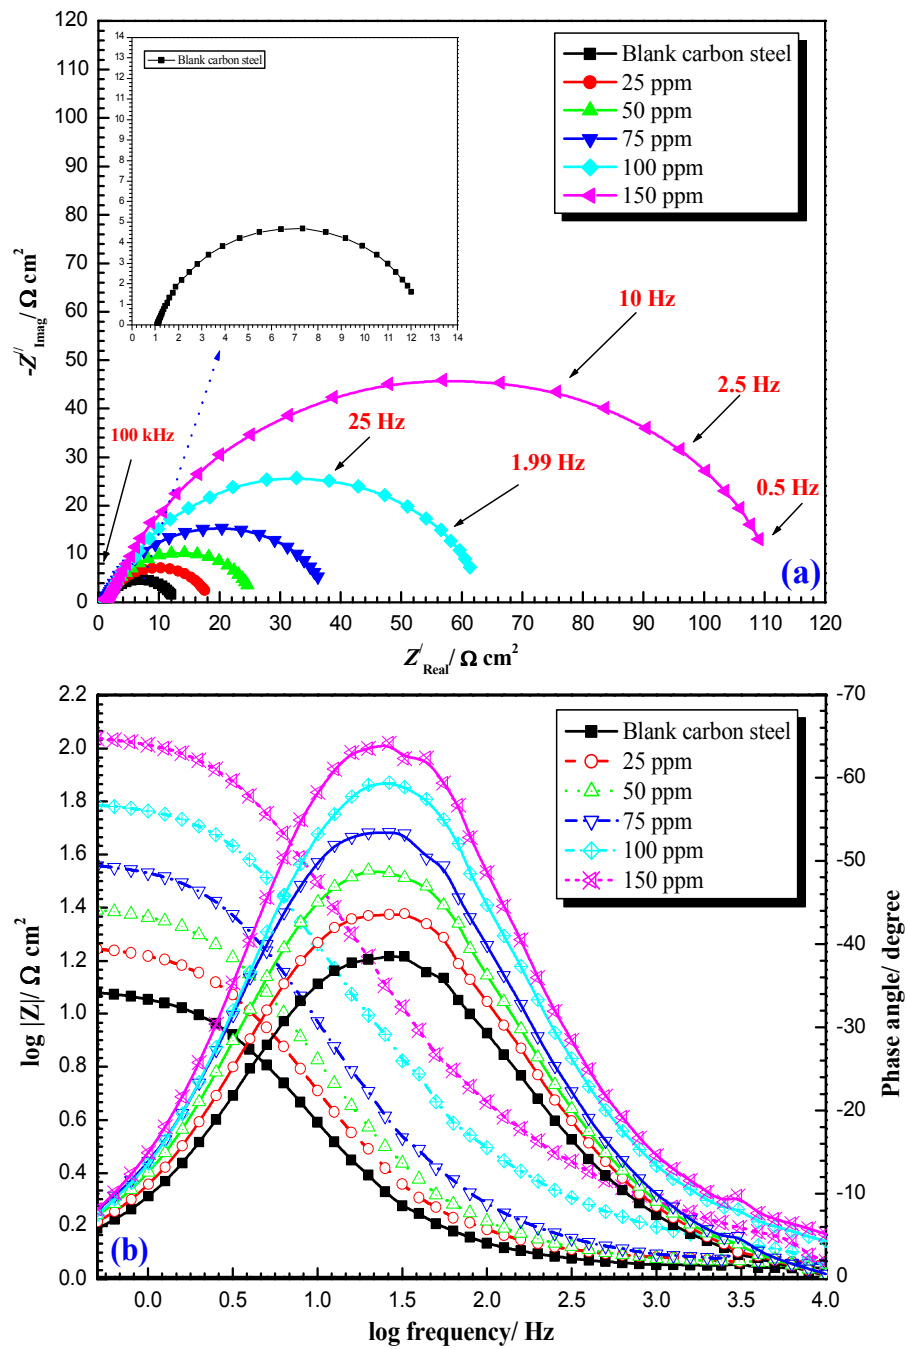 120
110
100
90
80
70
60
50
40
30
20
10
0
-Z//Imag/ Ω cm2
14
13
12
11
10
9
8
7
6
5
4
3
2
1
0
Blank carbon steel
0 1 2 3 4 5 6 7 8 9 10 11 12 13 14
Blank carbon steel
25 ppm
50 ppm
75 ppm
100 ppm
150 ppm
10 Hz
2.5 Hz
25 Hz
100 kHz
1.99 Hz
0.5 Hz
(a)
0 10 20 30 40 50 60 70 80 90 100 110 120
Z/Real/ Ω cm2
2.2
2.0
1.8
1.6
1.4
1.2
1.0
0.8
0.6
0.4
0.2
0.0
log |Z|/ Ω cm2
Blank carbon steel
25 ppm
50 ppm
75 ppm
100 ppm
150 ppm
-70
-60
-50
-40
-30
-20
-10
0
Phase angle/ degree
(b)
0.0 0.5 1.0 1.5 2.0 2.5 3.0 3.5 4.0
log frequency/ Hz